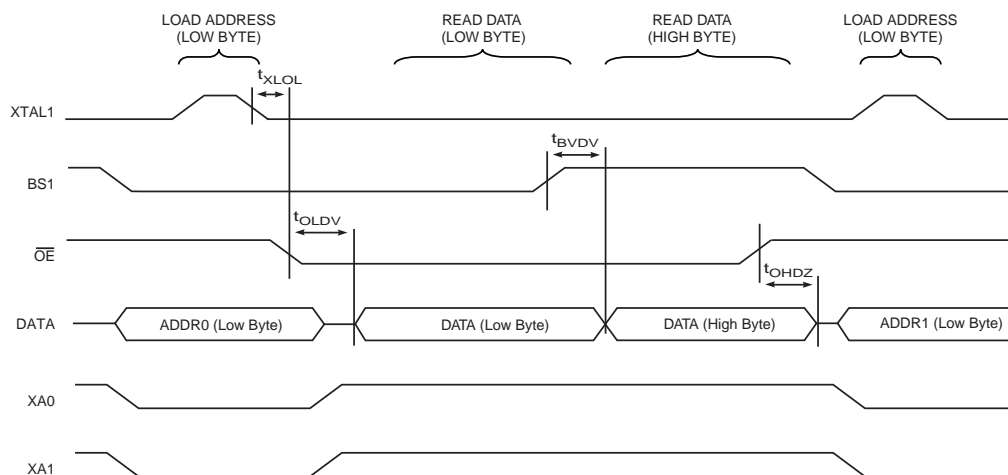 LOAD ADDRESS
(LOW BYTE)
READ DATA
(LOW BYTE)
READ DATA
(HIGH BYTE)
LOAD ADDRESS
(LOW BYTE)
tXLOL
XTAL1
tBVDV
BS1
tOLDV
OE
tOHDZ
DATA
ADDR0 (Low Byte)
DATA (Low Byte)
DATA (High Byte)
ADDR1 (Low Byte)
XA0
XA1